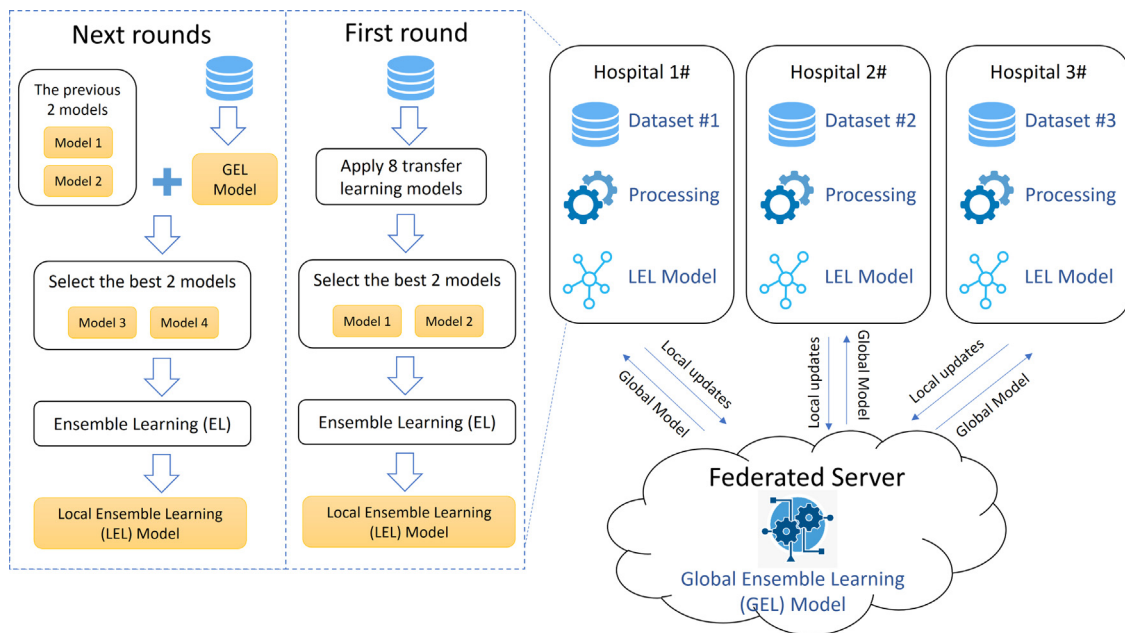 Next rounds
The previous
2 models
Model 1
Model 2
GEL
Model
Select the best 2 models
Model 3
Model 4
Ensemble Learning (EL)
Local Ensemble Learning
(LEL) Model
First round
Apply 8 transfer
learning models
Select the best 2 models
Model 1
Model 2
Ensemble Learning (EL)
Local Ensemble Learning
(LEL) Model
Hospital 1#
Dataset #1
Processing
LEL Model
Hospital 2#
Dataset #2
Processing
LEL Model
Hospital 3#
Dataset #3
Processing
LEL Model
Local updates
Global Model
Local updates
Global Model
Local updates
Global Model
Federated Server
Global Ensemble Learning
(GEL) Model